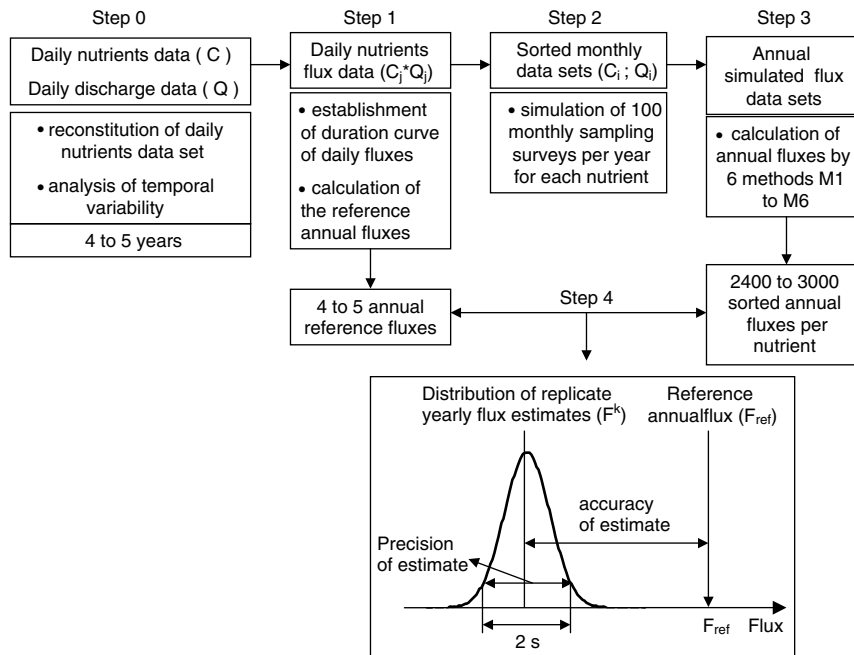 Step 0
Daily nutrients data ( C )
Daily discharge data ( Q )
• reconstitution of daily
nutrients data set
• analysis of temporal
variability
4 to 5 years
Step 1
Daily nutrients
flux data (Cj*Qj)
• establishment
of duration curve
of daily fluxes
• calculation of
the reference
annual fluxes
4 to 5 annual
reference fluxes
Step 2
Sorted monthly
data sets (Ci ; Qi)
• simulation of 100
monthly sampling
surveys per year
for each nutrient
Step 3
Annual
simulated flux
data sets
• calculation of
annual fluxes by
6 methods M1
to M6
2400 to 3000
sorted annual
fluxes per
nutrient
Step 4
Distribution of replicate
yearly flux estimates (F^k)
Reference
annualflux (Fref)
accuracy
of estimate
Precision
of estimate
2 s
Fref Flux